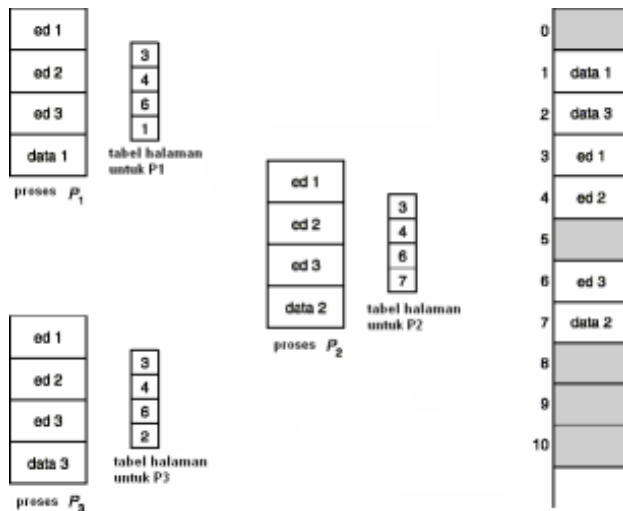 ed 1
ed 2
ed 3
data 1
proses P1
3
4
6
1
tabel halaman
untuk P1
ed 1
ed 2
ed 3
data 2
proses P2
3
4
6
7
tabel halaman
untuk P2
ed 1
ed 2
ed 3
data 3
proses P3
3
4
6
2
tabel halaman
untuk P3
0
1 data 1
2 data 3
3 ed 1
4 ed 2
5
6 ed 3
7 data 2
8
9
10